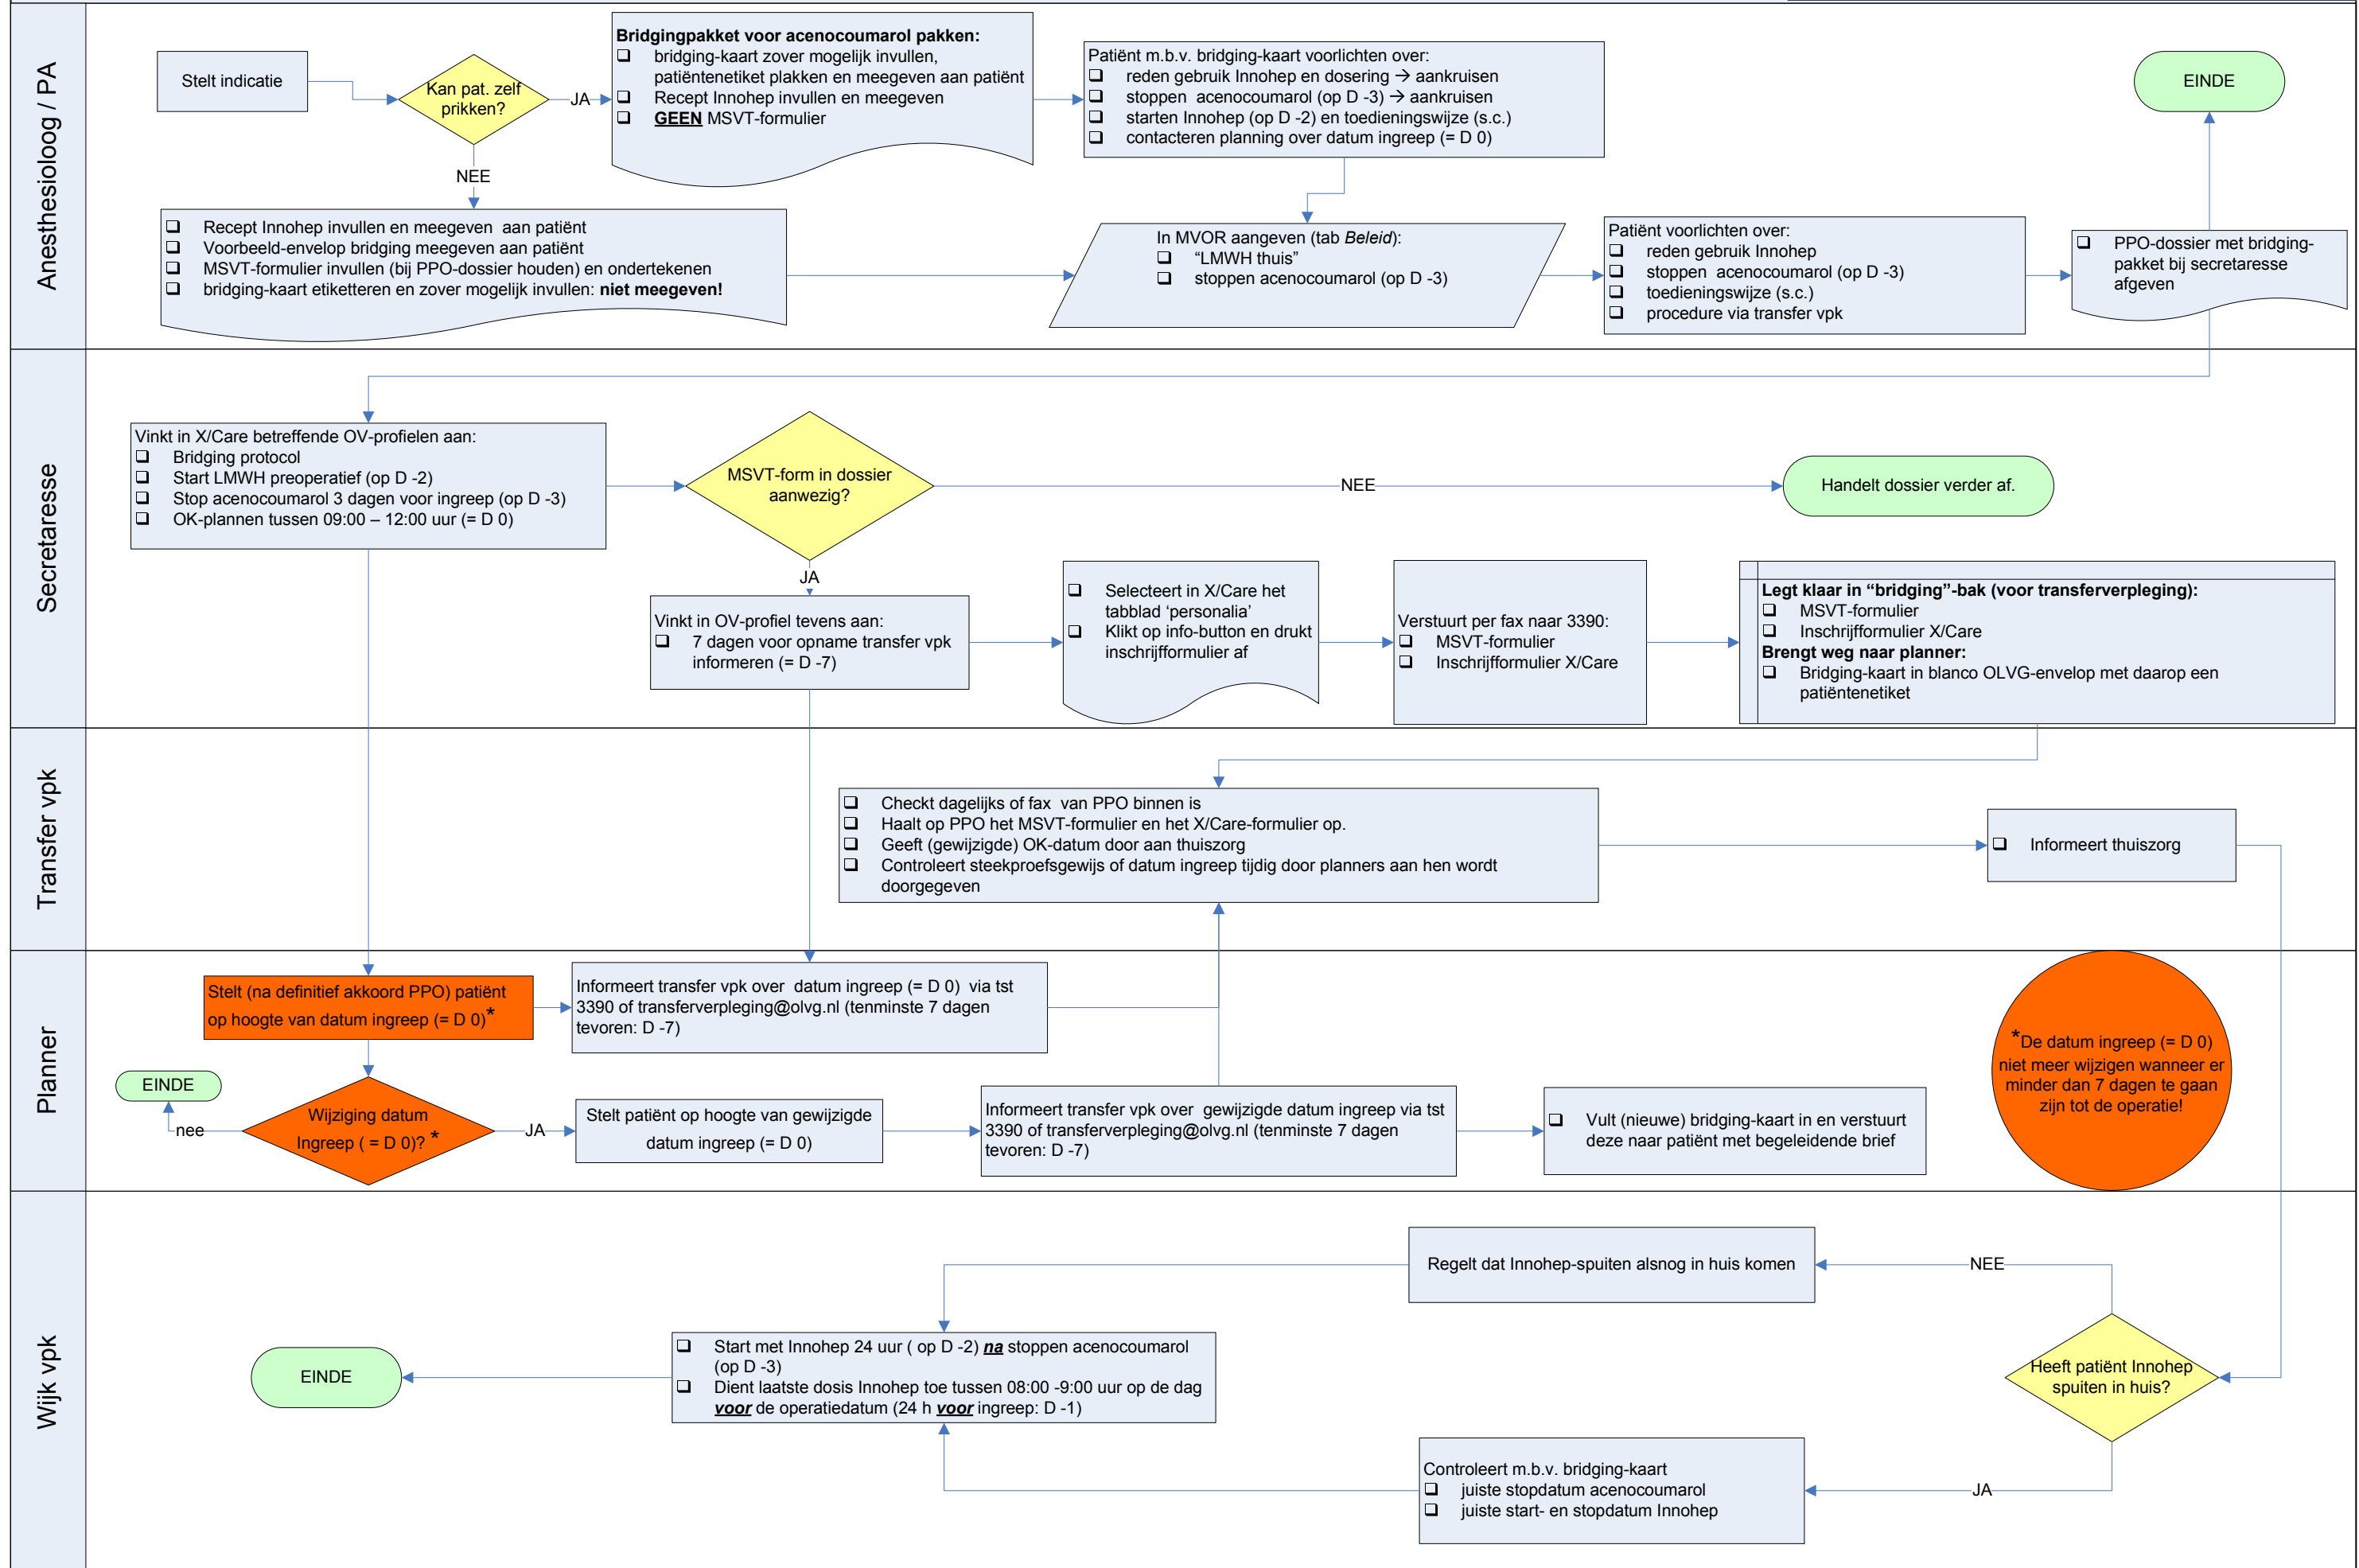 Anesthesioloog / PA
Stelt indicatie
Kan pat. zelf
prikken?
JA
NEE
Bridgingpakket voor acenocoumarol pakken:
❑ bridging-kaart zover mogelijk invullen,
patiëntenetiket plakken en meegeven aan patiënt
❑ Recept Innohep invullen en meegeven
❑ GEEN MSVT-formulier
Patiënt m.b.v. bridging-kaart voorlichten over:
❑ reden gebruik Innohep en dosering → aankruisen
❑ stoppen acenocoumarol (op D -3) → aankruisen
❑ starten Innohep (op D -2) en toedieningswijze (s.c.)
❑ contacteren planning over datum ingreep (= D 0)
EINDE
❑ Recept Innohep invullen en meegeven aan patiënt
❑ Voorbeeld-envelop bridging meegeven aan patiënt
❑ MSVT-formulier invullen (bij PPO-dossier houden) en ondertekenen
❑ bridging-kaart etiketteren en zover mogelijk invullen: niet meegeven!
In MVOR aangeven (tab Beleid):
❑ “LMWH thuis”
❑ stoppen acenocoumarol (op D -3)
Patiënt voorlichten over:
❑ reden gebruik Innohep
❑ stoppen acenocoumarol (op D -3)
❑ toedieningswijze (s.c.)
❑ procedure via transfer vpk
❑ PPO-dossier met bridging-
pakket bij secretaresse
afgeven
Secretaresse
Vinkt in X/Care betreffende OV-profielen aan:
❑ Bridging protocol
❑ Start LMWH preoperatief (op D -2)
❑ Stop acenocoumarol 3 dagen voor ingreep (op D -3)
❑ OK-plannen tussen 09:00 – 12:00 uur (= D 0)
MSVT-form in dossier
aanwezig?
NEE
Handelt dossier verder af.
JA
Vinkt in OV-profiel tevens aan:
❑ 7 dagen voor opname transfer vpk
informeren (= D -7)
❑ Selecteert in X/Care het
tabblad ‘personalia’
❑ Klikt op info-button en drukt
inschrijfformulier af
Verstuurt per fax naar 3390:
❑ MSVT-formulier
❑ Inschrijfformulier X/Care
Legt klaar in “bridging”-bak (voor transferverpleging):
❑ MSVT-formulier
❑ Inschrijfformulier X/Care
Brengt weg naar planner:
❑ Bridging-kaart in blanco OLVG-envelop met daarop een
patiëntenetiket
Transfer vpk
❑ Checkt dagelijks of fax van PPO binnen is
❑ Haalt op PPO het MSVT-formulier en het X/Care-formulier op.
❑ Geeft (gewijzigde) OK-datum door aan thuiszorg
❑ Controleert steekproefsgewijs of datum ingreep tijdig door planners aan hen wordt
doorgegeven
❑ Informeert thuiszorg
Planner
Stelt (na definitief akkoord PPO) patiënt
op hoogte van datum ingreep (= D 0)*
Informeert transfer vpk over datum ingreep (= D 0) via tst
3390 of transferverpleging@olvg.nl (tenminste 7 dagen
tevoren: D -7)
EINDE
nee
Wijziging datum
Ingreep ( = D 0)? *
JA
Stelt patiënt op hoogte van gewijzigde
datum ingreep (= D 0)
Informeert transfer vpk over gewijzigde datum ingreep via tst
3390 of transferverpleging@olvg.nl (tenminste 7 dagen
tevoren: D -7)
❑ Vult (nieuwe) bridging-kaart in en verstuurt
deze naar patiënt met begeleidende brief
*De datum ingreep (= D 0)
niet meer wijzigen wanneer er
minder dan 7 dagen te gaan
zijn tot de operatie!
Wijk vpk
Regelt dat Innohep-spuiten alsnog in huis komen
NEE
Heeft patiënt Innohep
spuiten in huis?
JA
❑ Start met Innohep 24 uur ( op D -2) na stoppen acenocoumarol
(op D -3)
❑ Dient laatste dosis Innohep toe tussen 08:00 -9:00 uur op de dag
voor de operatiedatum (24 h voor ingreep: D -1)
EINDE
Controleert m.b.v. bridging-kaart
❑ juiste stopdatum acenocoumarol
❑ juiste start- en stopdatum Innohep